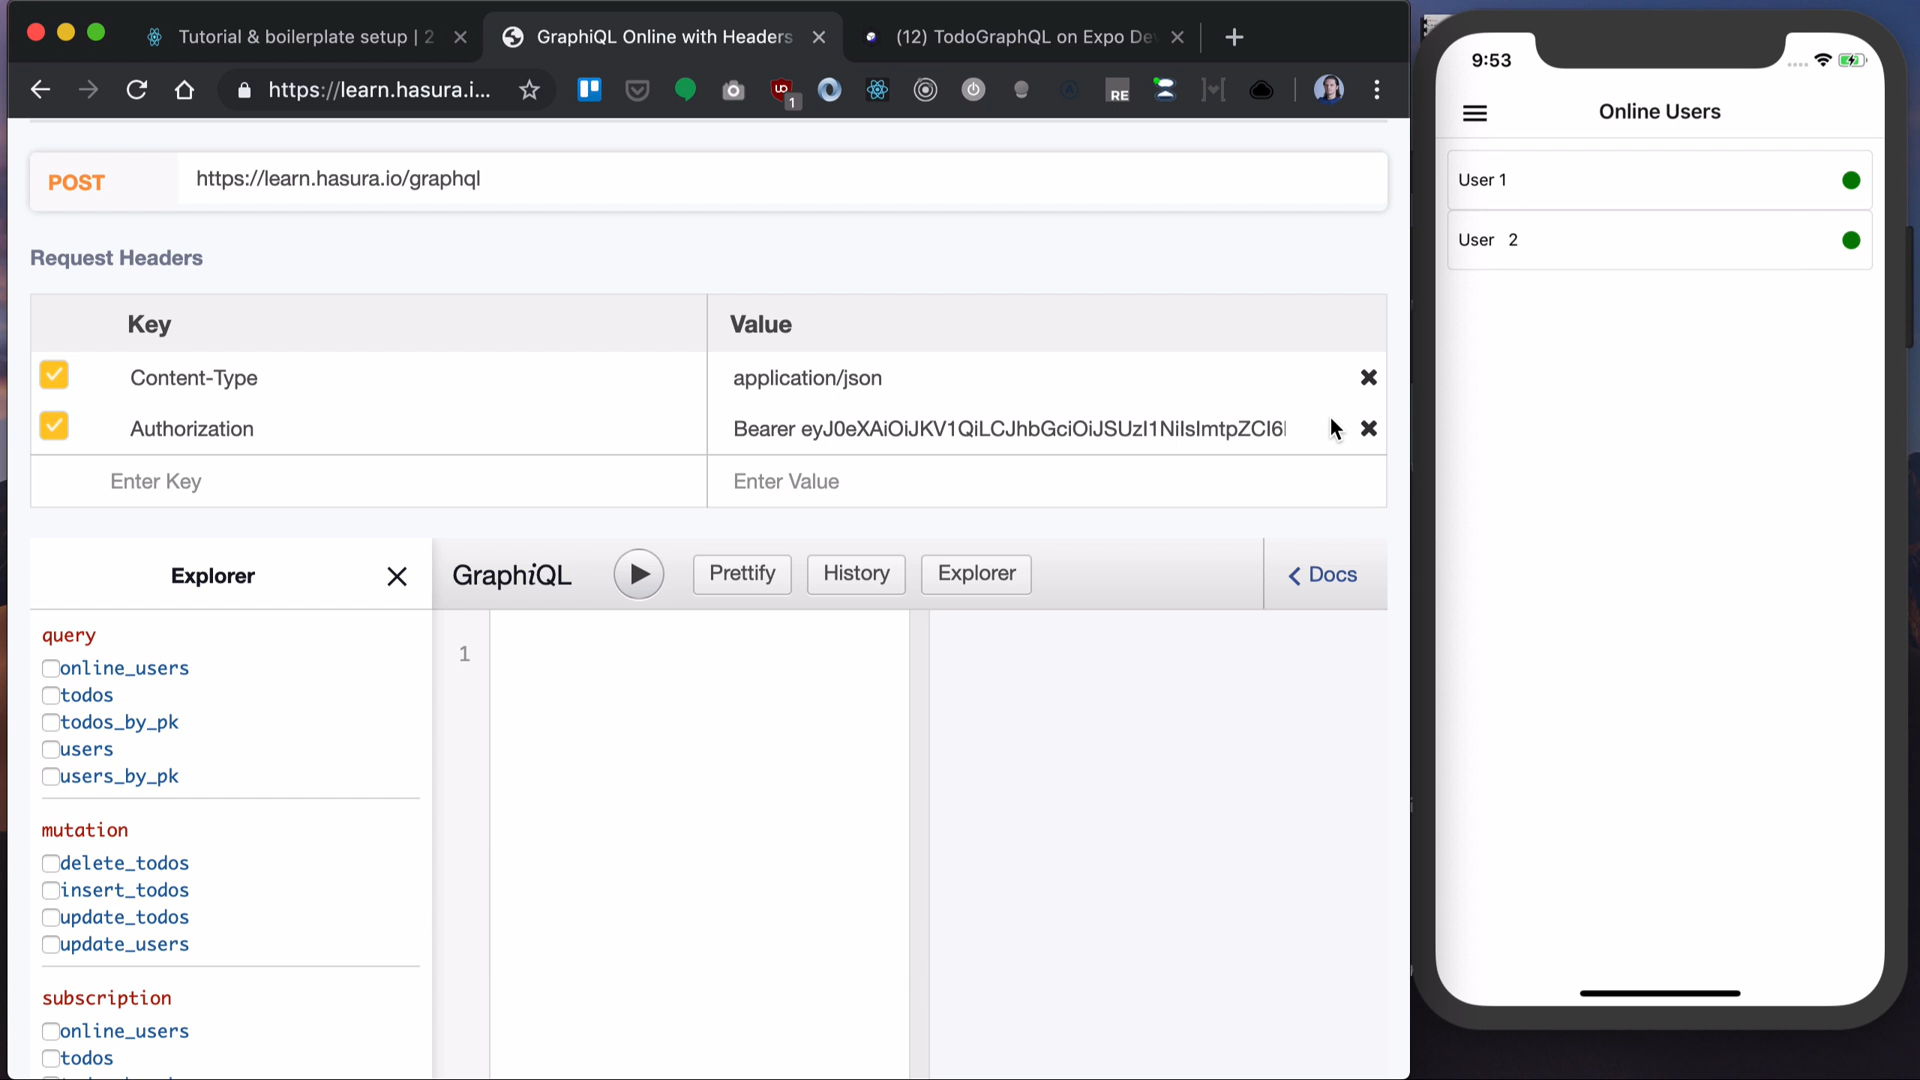 Tutorial & boilerplate setup | 2
GraphiQL Online with Headers
(12) TodoGraphQL on Expo De
https://learn.hasura.i...
1
RE
POST
https://learn.hasura.io/graphql
Request Headers
Key
Value
Content-Type
application/json
Authorization
Bearer eyJ0eXAiOiJKV1QiLCJhbGciOiJSUzI1NiIsImtpZCI6
Enter Key
Enter Value
Explorer
GraphiQL
Prettify
History
Explorer
Docs
1
query
online_users
todos
todos_by_pk
users
users_by_pk
mutation
delete_todos
insert_todos
update_todos
update_users
subscription
online_users
todos
9:53
Online Users
User 1
User 2